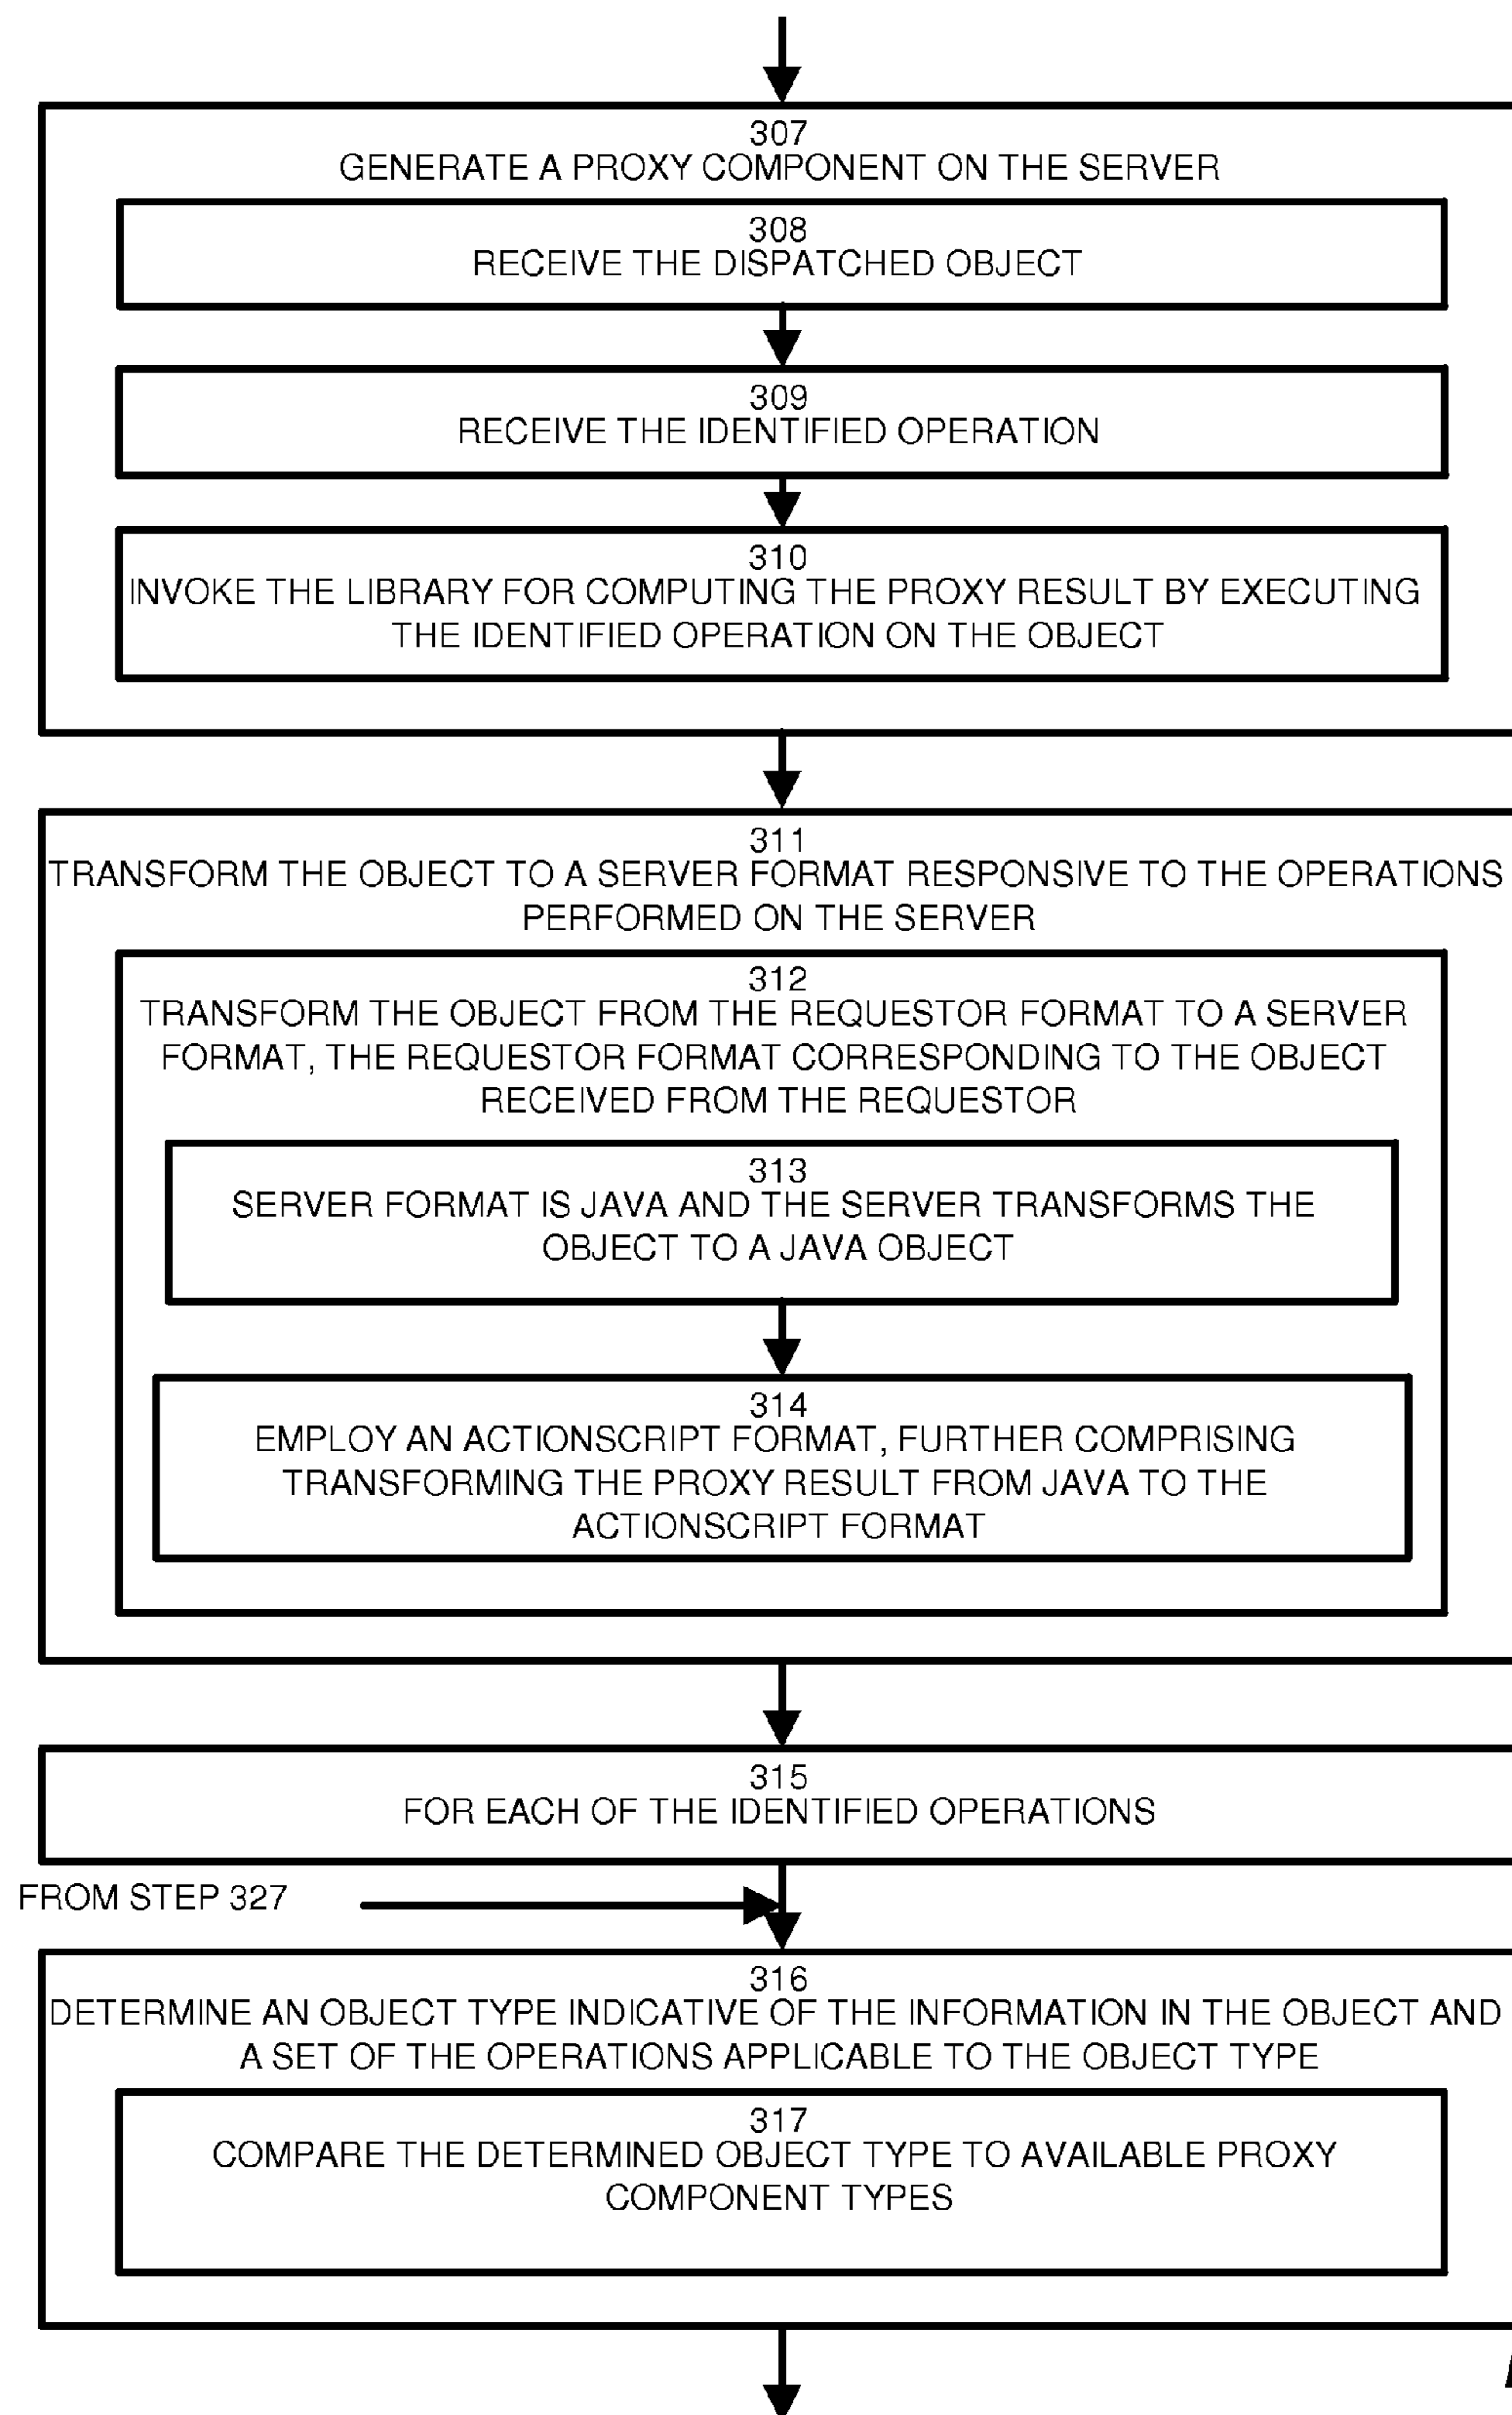 307
GENERATE A PROXY COMPONENT ON THE SERVER
308
RECEIVE THE DISPATCHED OBJECT
309
RECEIVE THE IDENTIFIED OPERATION
310
INVOKE THE LIBRARY FOR COMPUTING THE PROXY RESULT BY EXECUTING
THE IDENTIFIED OPERATION ON THE OBJECT
311
TRANSFORM THE OBJECT TO A SERVER FORMAT RESPONSIVE TO THE OPERATIONS
PERFORMED ON THE SERVER
312
TRANSFORM THE OBJECT FROM THE REQUESTOR FORMAT TO A SERVER
FORMAT, THE REQUESTOR FORMAT CORRESPONDING TO THE OBJECT
RECEIVED FROM THE REQUESTOR
313
SERVER FORMAT IS JAVA AND THE SERVER TRANSFORMS THE
OBJECT TO A JAVA OBJECT
314
EMPLOY AN ACTIONSCRIPT FORMAT, FURTHER COMPRISING
TRANSFORMING THE PROXY RESULT FROM JAVA TO THE
ACTIONSCRIPT FORMAT
315
FOR EACH OF THE IDENTIFIED OPERATIONS
FROM STEP 327
316
DETERMINE AN OBJECT TYPE INDICATIVE OF THE INFORMATION IN THE OBJECT AND
A SET OF THE OPERATIONS APPLICABLE TO THE OBJECT TYPE
317
COMPARE THE DETERMINED OBJECT TYPE TO AVAILABLE PROXY
COMPONENT TYPES